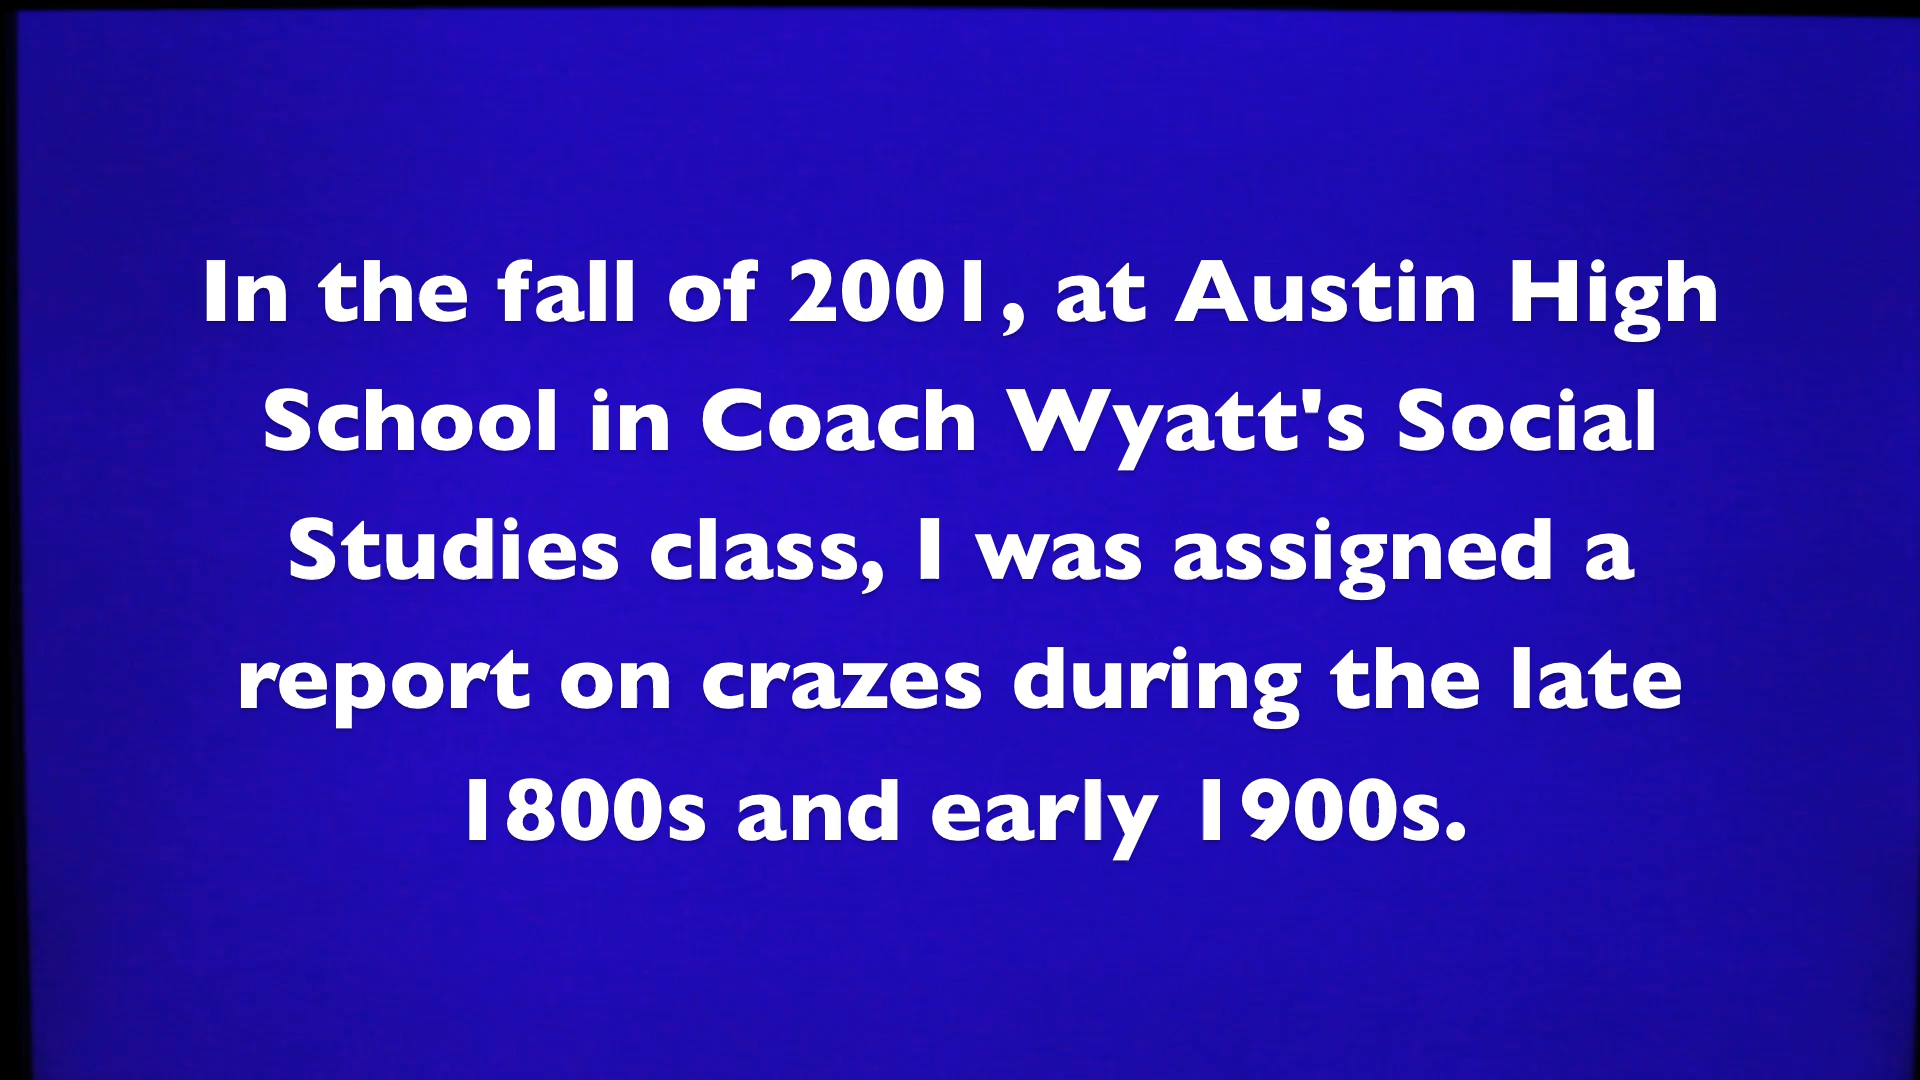 In the fall of 2001, at Austin High
School in Coach Wyatt's Social
Studies class, I was assigned a
report on crazes during the late
1800s and early 1900s.